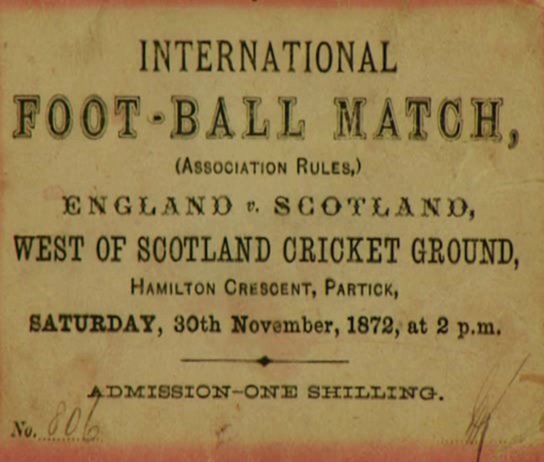 INTERNATIONAL
FOOT-BALL MATCH,
(ASSOCIATION RULES,)
ENGLAND v. SCOTLAND,
WEST OF SCOTLAND CRICKET GROUND,
HAMILTON CRESCENT, PARTICK,
SATURDAY, 30th November, 1872, at 2 p.m.
ADMISSION-ONE SHILLING.
No. 806